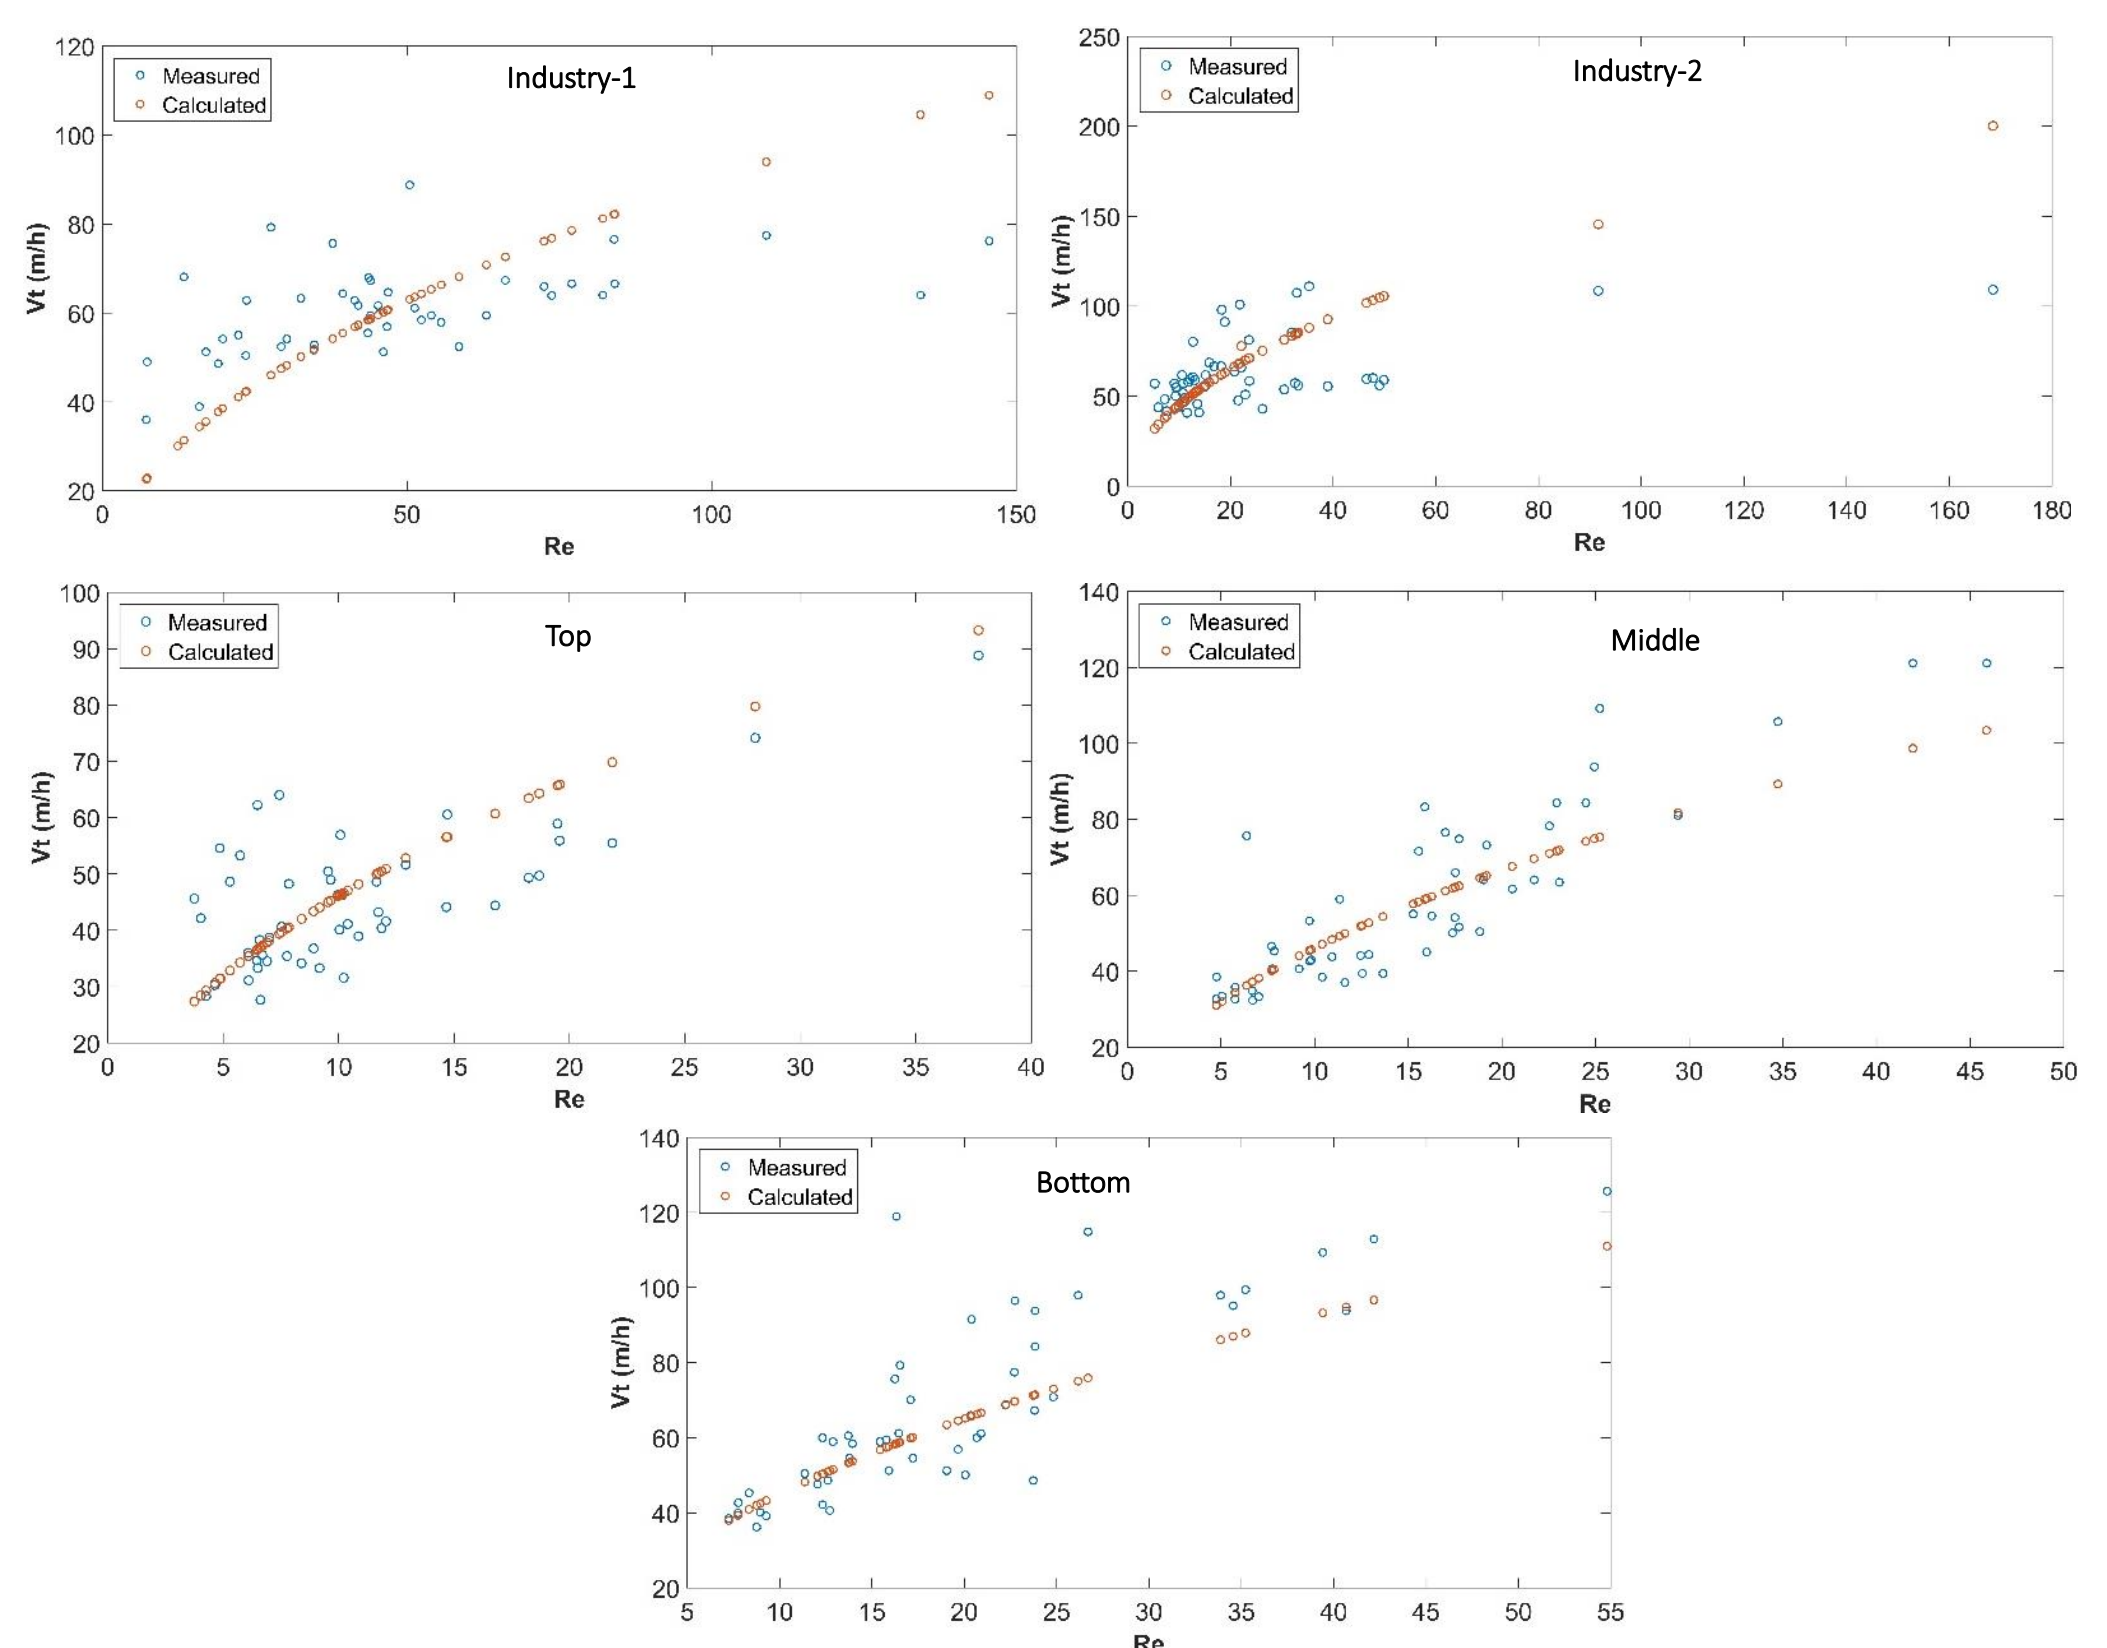 Industry-1
Measured
Calculated
120
100
80
60
40
20
Vt (m/h)
0 50 100 150
Re
Industry-2
Measured
Calculated
250
200
150
100
50
0
Vt (m/h)
0 20 40 60 80 100 120 140 160 180
Re
Top
Measured
Calculated
100
90
80
70
60
50
40
30
20
Vt (m/h)
0 5 10 15 20 25 30 35 40
Re
Middle
Measured
Calculated
140
120
100
80
60
40
20
Vt (m/h)
0 5 10 15 20 25 30 35 40 45 50
Re
Bottom
Measured
Calculated
140
120
100
80
60
40
20
Vt (m/h)
5 10 15 20 25 30 35 40 45 50 55
Re